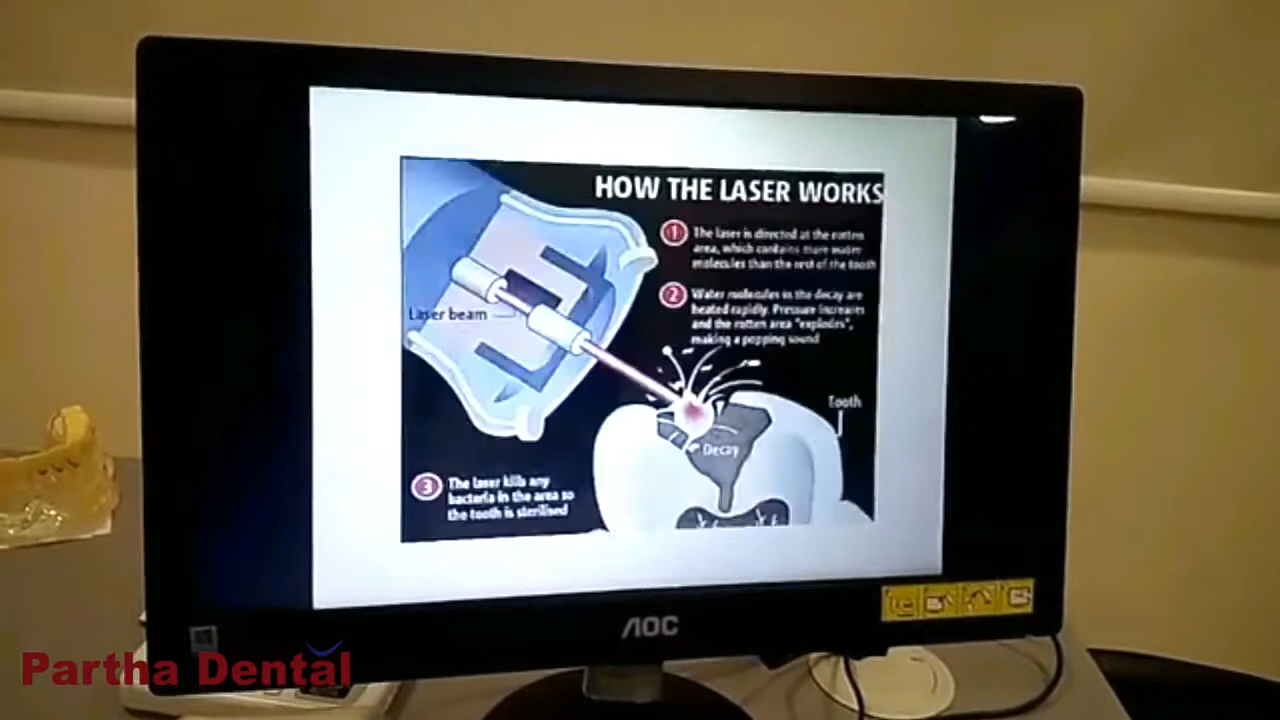 HOW THE LASER WORKS
1 The laser is directed at the rotten
area, which contains more water
molecules than the rest of the tooth
2 Water molecules in the decay are
heated rapidly. Pressure increases
and the rotten area "explodes",
making a popping sound
Laser beam
Tooth
Decay
3 The laser kills any
bacteria in the area so
the tooth is sterilised
AOC
Partha Dental